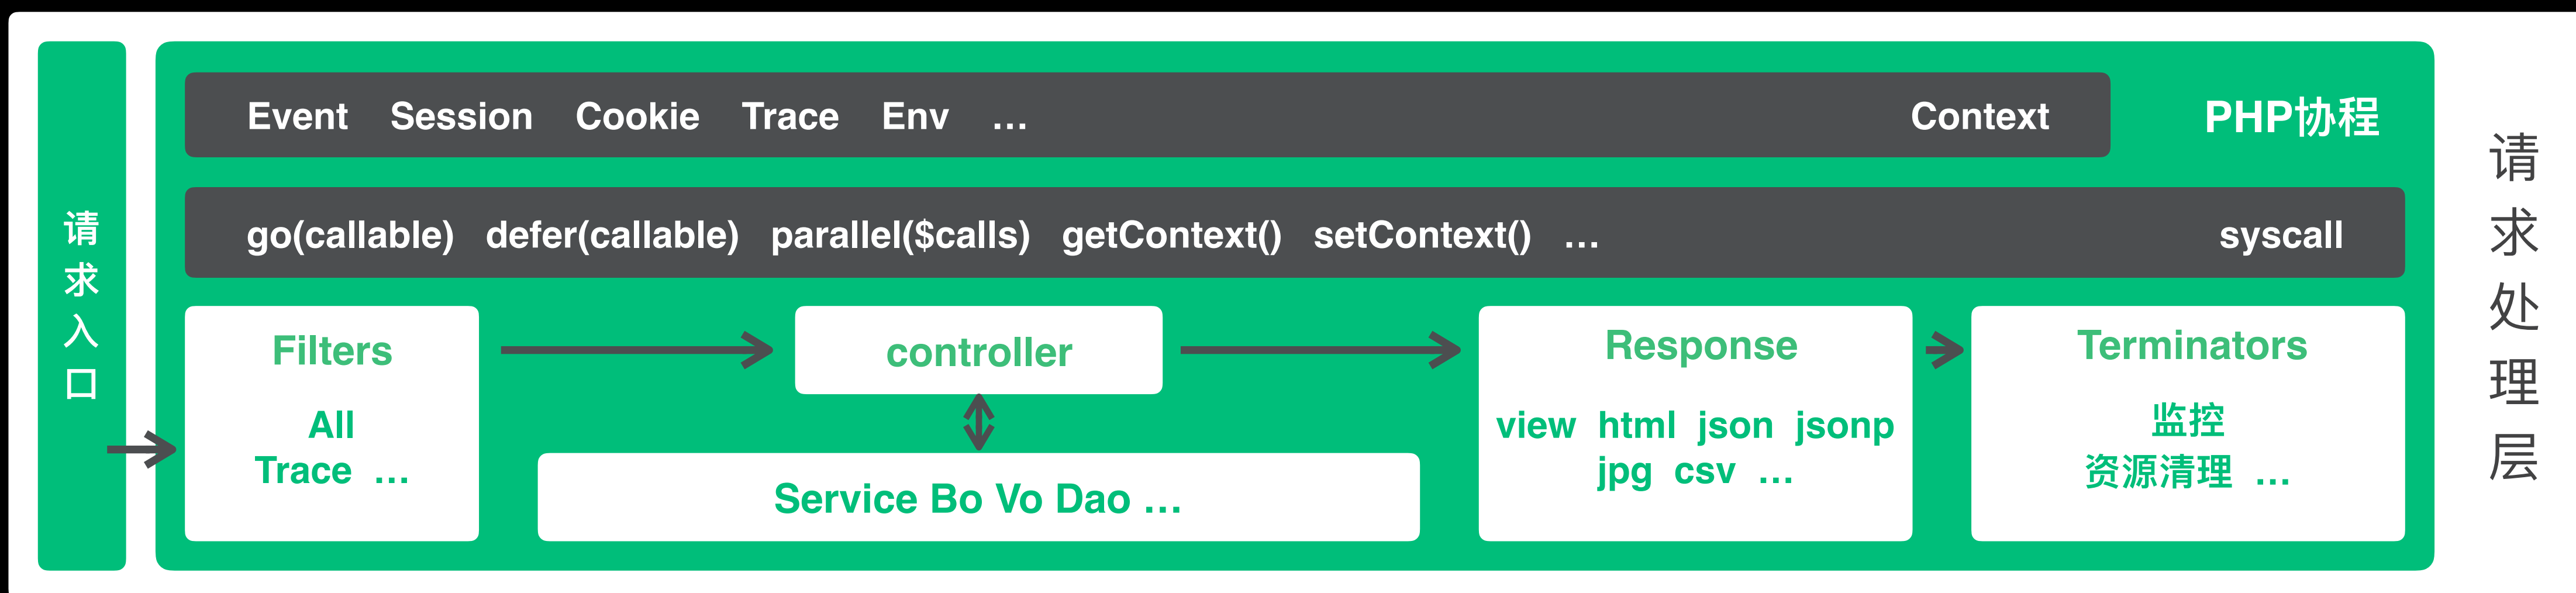 请求入口
Event Session Cookie Trace Env ... Context
PHP协程
go(callable) defer(callable) parallel($calls) getContext() setContext() ... syscall
Filters
All
Trace ...
controller
Service Bo Vo Dao ...
Response
view html json jsonp
jpg csv ...
Terminators
监控
资源清理 ...
请求处理层